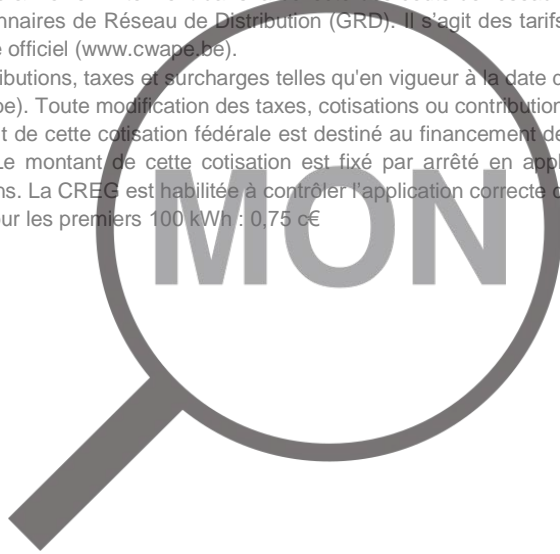 nnaires de Réseau de Distribution (GRD). Il s'agit des tarifs
e officiel (www.cwape.be).
ibutions, taxes et surcharges telles qu'en vigueur à la date
be). Toute modification des taxes, cotisations ou contribution
t de cette cotisation fédérale est destiné au financement de
Le montant de cette cotisation est fixé par arrêté en appl
ns. La CREG est habilitée à contrôler l'application correcte
our les premiers 100 kWh : 0,75 c€
MON